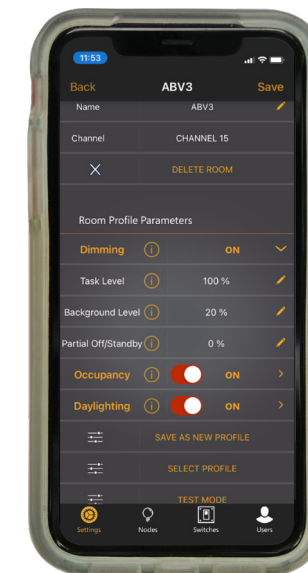 11:53
Back ABV3 Save
Name ABV3
Channel CHANNEL 15
DELETE ROOM
Room Profile Parameters
Dimming ON
Task Level 100 %
Background Level 20 %
Partial Off/Standby 0 %
Occupancy ON
Daylighting ON
SAVE AS NEW PROFILE
SELECT PROFILE
TEST MODE
Settings Nodes Switches Users